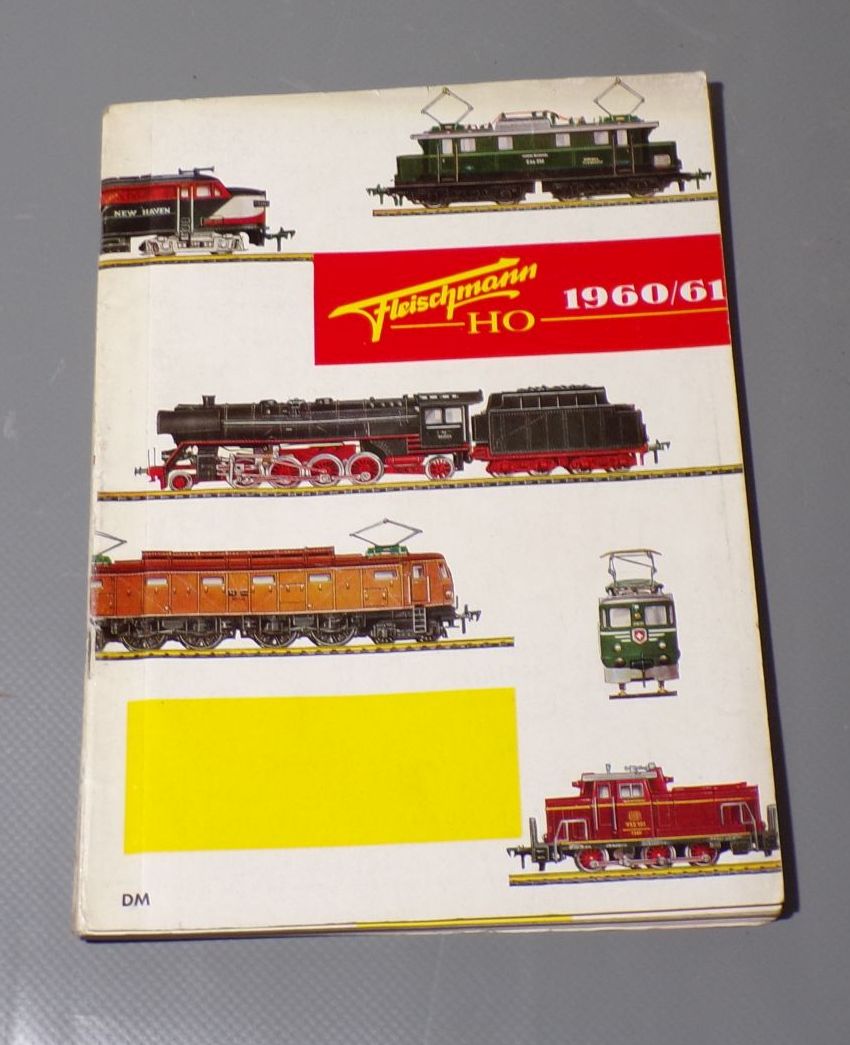 NEW HAVEN
Fleischmann
HO
1960/61
DM